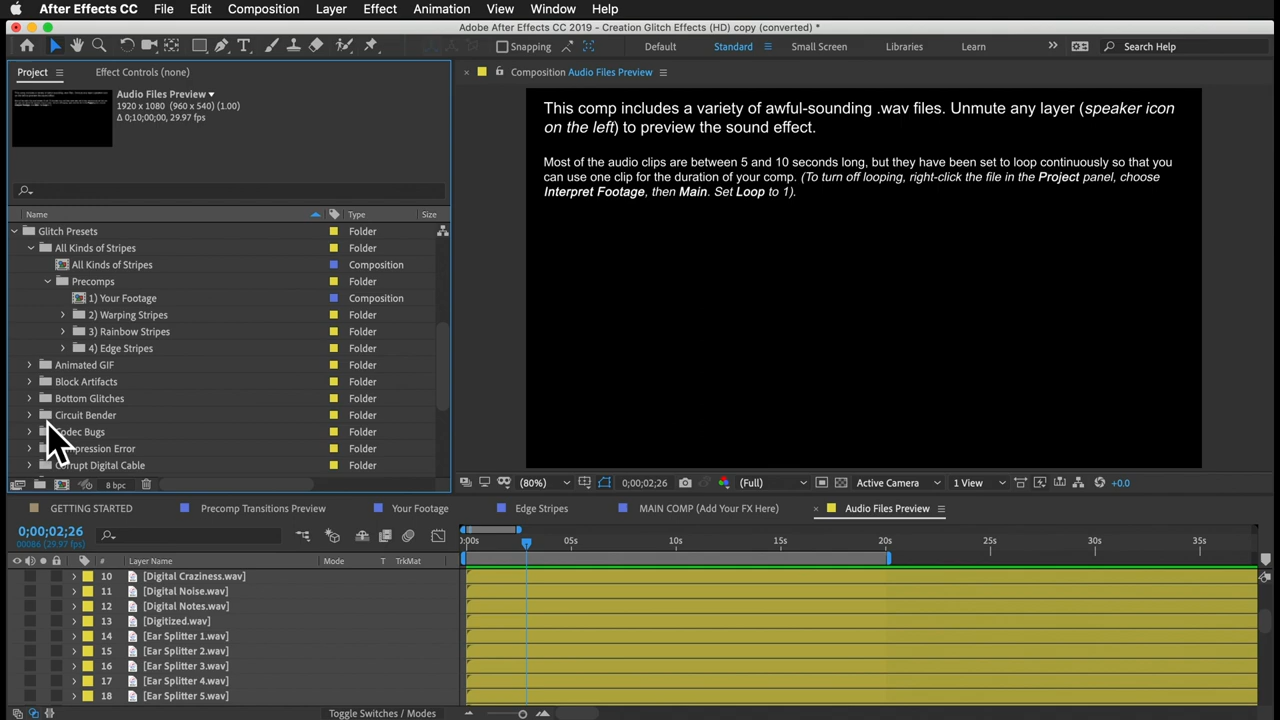 After Effects CC File Edit Composition Layer Effect Animation View Window Help
Adobe After Effects CC 2019 - Creation Glitch Effects (HD) copy (converted) *
Snapping Default Standard Small Screen Libraries Learn Search Help
Project Effect Controls (none)
Audio Files Preview
1920 x 1080 (960 x 540) (1.00)
Δ 0;10;00;00, 29.97 fps
Name Type Size
Glitch Presets Folder
All Kinds of Stripes Folder
All Kinds of Stripes Composition
Precomps Folder
1) Your Footage Composition
2) Warping Stripes Folder
3) Rainbow Stripes Folder
4) Edge Stripes Folder
Animated GIF Folder
Block Artifacts Folder
Bottom Glitches Folder
Circuit Bender Folder
Codec Bugs Folder
Error Folder
Corrupt Digital Cable Folder
8 bpc
Composition Audio Files Preview
This comp includes a variety of awful-sounding .wav files. Unmute any layer (speaker icon
on the left) to preview the sound effect.
Most of the audio clips are between 5 and 10 seconds long, but they have been set to loop continuously so that you
can use one clip for the duration of your comp. (To turn off looping, right-click the file in the Project panel, choose
Interpret Footage, then Main. Set Loop to 1).
(80%) 0;00;02;26 (Full) Active Camera 1 View +0.0
GETTING STARTED Precomp Transitions Preview Your Footage Edge Stripes MAIN COMP (Add Your FX Here) Audio Files Preview
0;00;02;26
00086 (29.97 fps)
:00s 05s 10s 15s 20s 25s 30s 35s
# Layer Name Mode T TrkMat
10 [Digital Craziness.wav]
11 [Digital Noise.wav]
12 [Digital Notes.wav]
13 [Digitized.wav]
14 [Ear Splitter 1.wav]
15 [Ear Splitter 2.wav]
16 [Ear Splitter 3.wav]
17 [Ear Splitter 4.wav]
18 [Ear Splitter 5.wav]
Toggle Switches / Modes